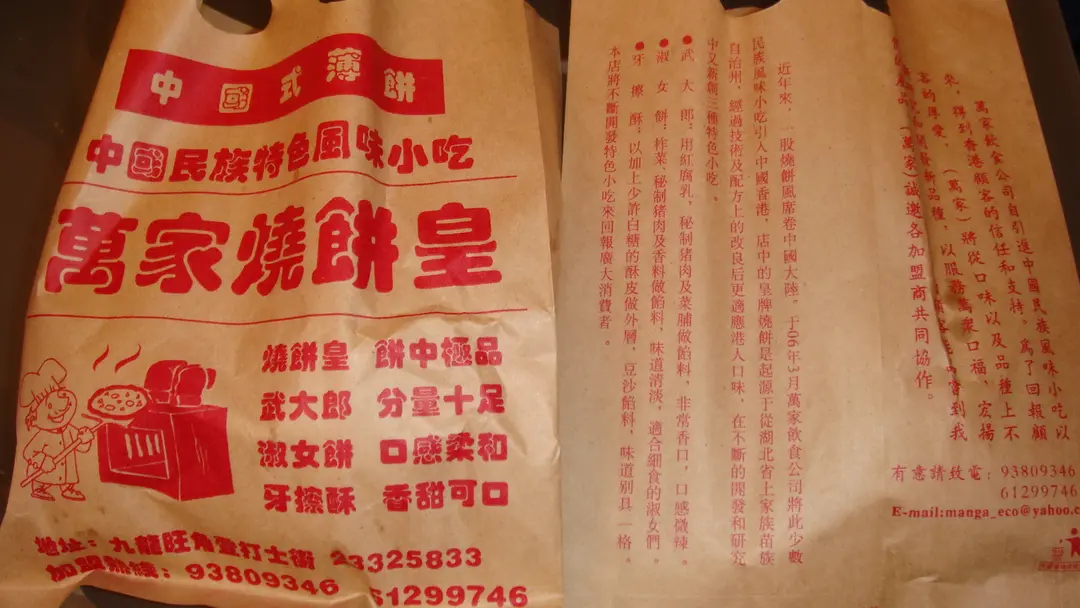 中國式薄餅
中國民族特色風味小吃
萬家燒餅皇
燒餅皇 餅中極品
武大郎 分量十足
淑女餅 口感柔和
牙擦酥 香甜可口
地址：九龍旺角登打士街 23325833
加盟熱線：93809346
61299746
萬家飲食公司自引進中國民族風味小吃以
來，得到香港顧客的信任和支持。為了回報顧
客的厚愛，（萬家）將從口味以及品種上不
開發新品種，以服務萬衆口福，宏揚
嘗到我
品。（萬家）誠邀各加盟商共同協作。
有意請致電：93809346
61299746
E-mail:manga_eco@yahoo.c
近年來，一股燒餅風席卷中國大陸。于06年3月萬家飲食公司將此少數
民族風味小吃引入中國香港，店中的皇牌燒餅是起源于從湖北省土家族苗族
自治州，經過技術及配方上的改良后更適應港人口味，在不斷的開發和研究
中又新創三種特色小吃。
●武大郎：用紅腐乳，秘制猪肉及菜脯做餡料，非常香口，口感微辣。
●淑女餅：柞菜、秘制猪肉及香料做餡料，味道清淡，適合細食的淑女們。
●牙擦酥：以如上少許白糖的酥皮做外層，豆沙餡料，味道别具一格。
本店將不斷開發特色小吃來回報廣大消費者。